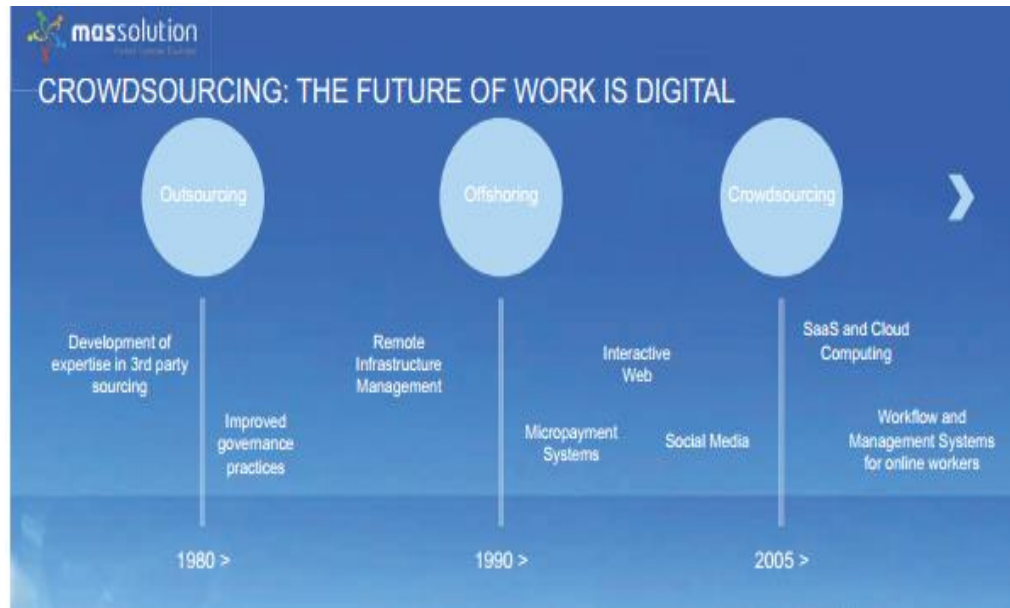 massolution
CROWDSOURCING: THE FUTURE OF WORK IS DIGITAL
Outsourcing
Offshoring
Crowdsourcing
Development of
expertise in 3rd party
sourcing
Improved
governance
practices
Remote
Infrastructure
Management
Micropayment
Systems
Interactive
Web
Social Media
SaaS and Cloud
Computing
Workflow and
Management Systems
for online workers
1980 >
1990 >
2005 >